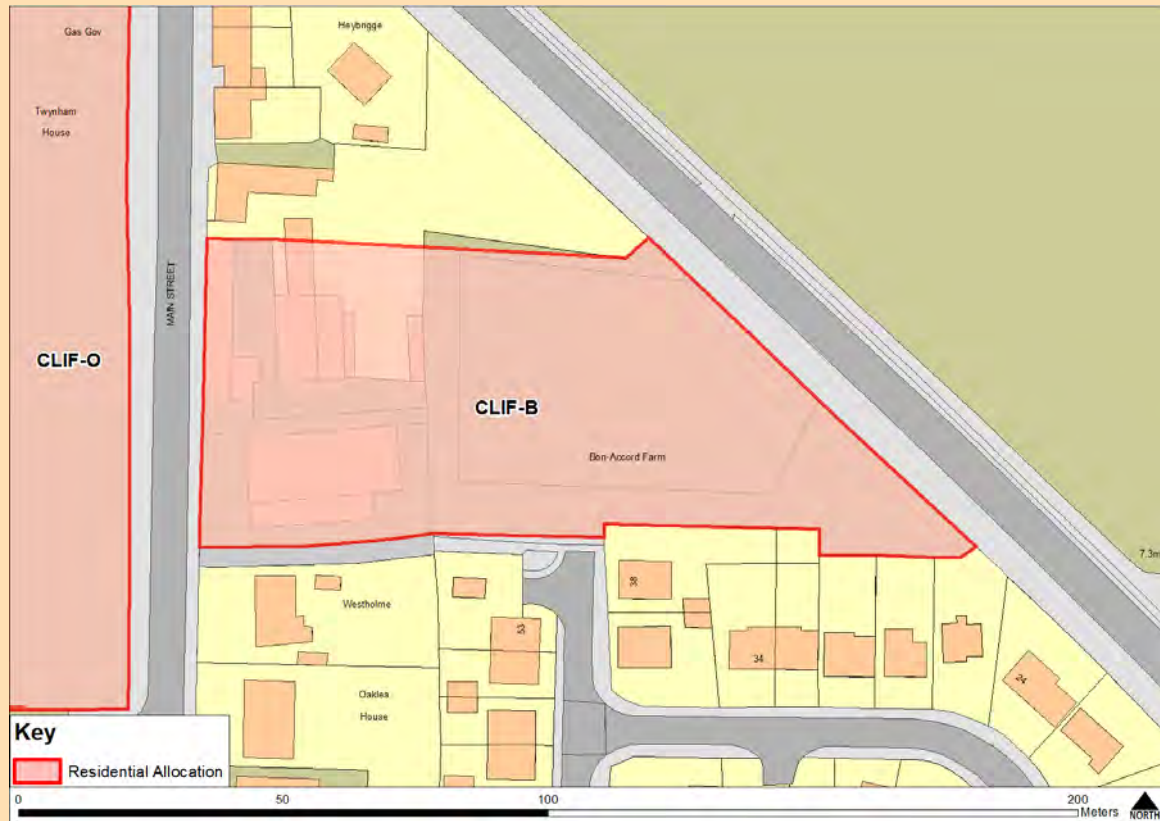 Gas Gov
Heybrigge
Twynham
House
MAIN STREET
CLIF-O
CLIF-B
Bon-Accord Farm
7.3m
38
Westholme
53
34
24
Oaklea
House
Key
Residential Allocation
0 50 100 200
Meters
NORTH